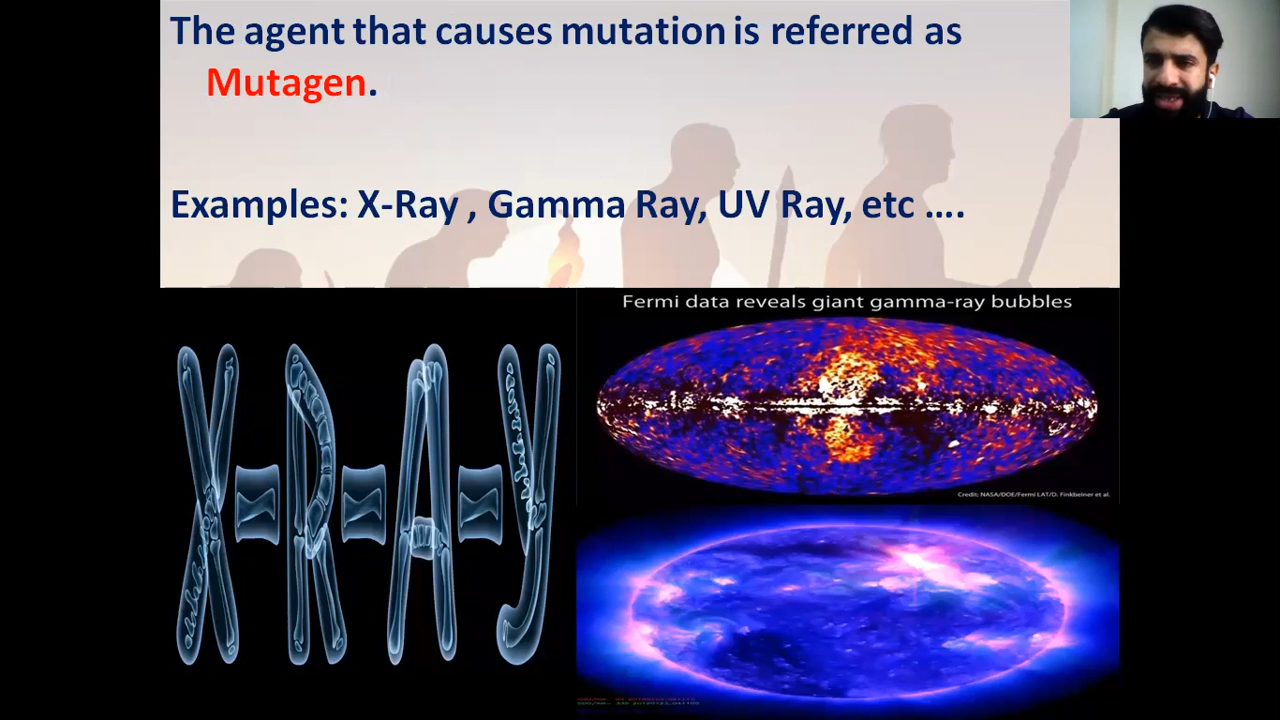 The agent that causes mutation is referred as
Mutagen.
Examples: X-Ray , Gamma Ray, UV Ray, etc ....
Fermi data reveals giant gamma-ray bubbles
Credit: NASA/DOE/Fermi LAT/D. Finkbeiner et al.
X-R-A-y